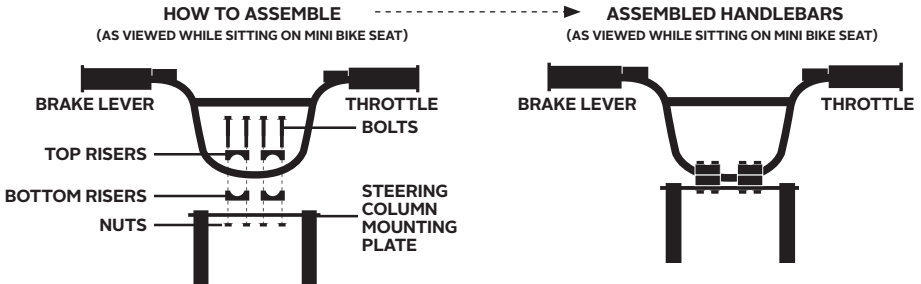 HOW TO ASSEMBLE
(AS VIEWED WHILE SITTING ON MINI BIKE SEAT)
BRAKE LEVER
THROTTLE
BOLTS
TOP RISERS
BOTTOM RISERS
NUTS
STEERING
COLUMN
MOUNTING
PLATE
ASSEMBLED HANDLEBARS
(AS VIEWED WHILE SITTING ON MINI BIKE SEAT)
BRAKE LEVER
THROTTLE